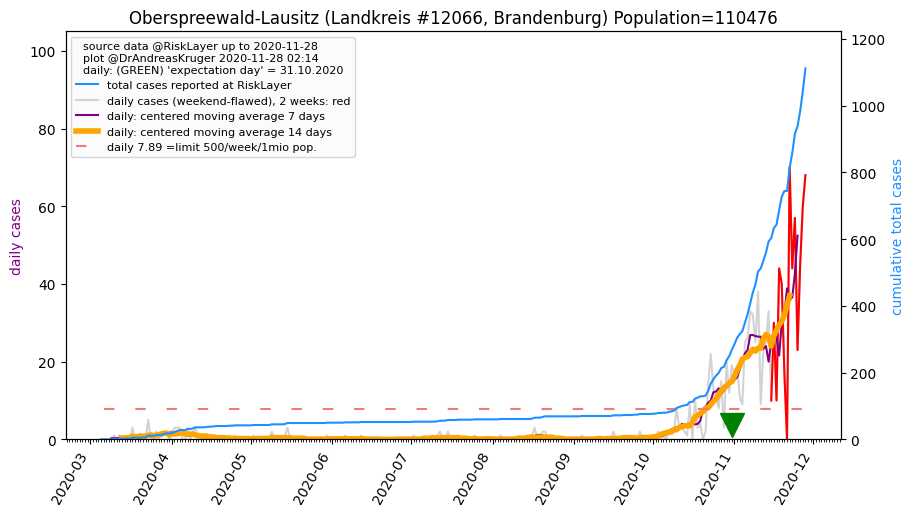 Oberspreewald-Lausitz (Landkreis #12066, Brandenburg) Population=110476
source data @RiskLayer up to 2020-11-28
plot @DrAndreasKruger 2020-11-28 02:14
daily: (GREEN) 'expectation day' = 31.10.2020
total cases reported at RiskLayer
daily cases (weekend-flawed), 2 weeks: red
daily: centered moving average 7 days
daily: centered moving average 14 days
daily 7.89 =limit 500/week/1mio pop.
daily cases
100
80
60
40
20
0
cumulative total cases
1200
1000
800
600
400
200
0
2020-03
2020-04
2020-05
2020-06
2020-07
2020-08
2020-09
2020-10
2020-11
2020-12